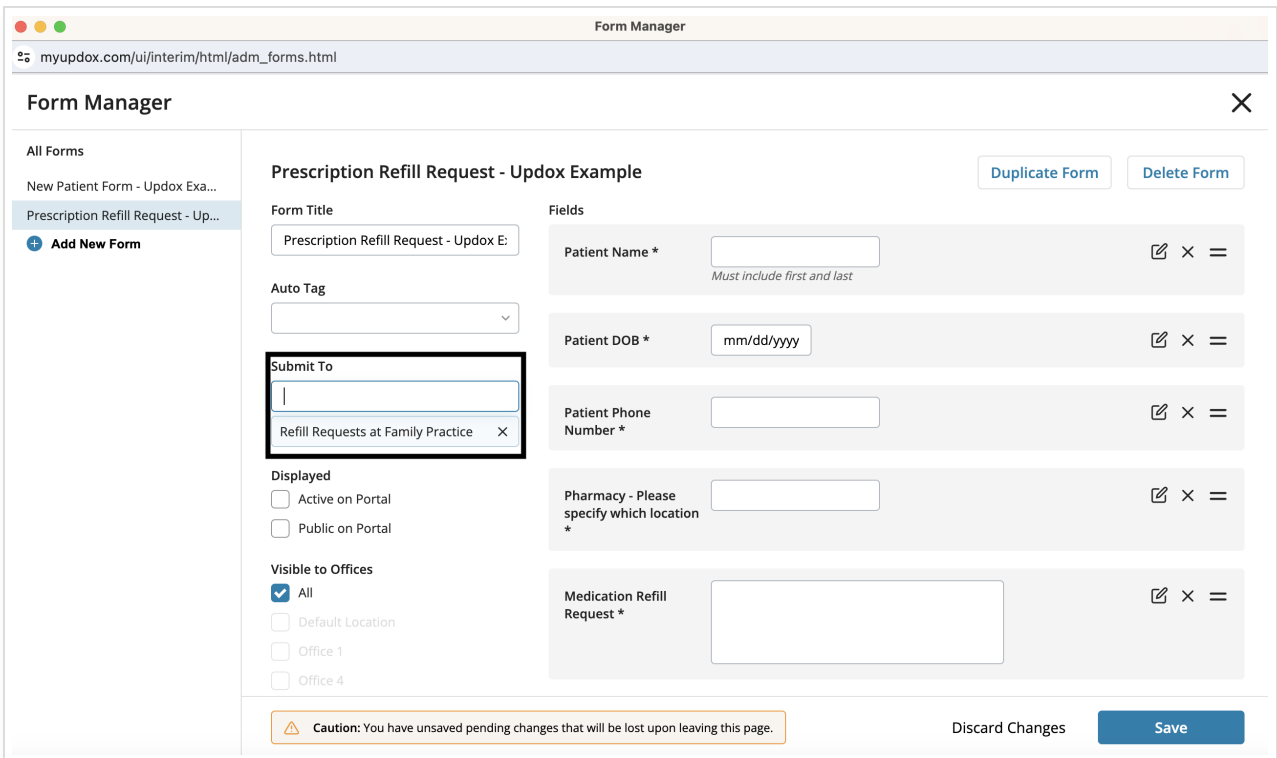 Form Manager
myupdox.com/ui/interim/html/adm_forms.html
Form Manager
All Forms
New Patient Form - Updox Exa...
Prescription Refill Request - Up...
Add New Form
Prescription Refill Request - Updox Example
Duplicate Form
Delete Form
Form Title
Prescription Refill Request - Updox E
Auto Tag
Submit To
Refill Requests at Family Practice
Displayed
Active on Portal
Public on Portal
Visible to Offices
All
Default Location
Office 1
Office 4
Fields
Patient Name *
Must include first and last
Patient DOB *
mm/dd/yyyy
Patient Phone
Number *
Pharmacy - Please
specify which location
*
Medication Refill
Request *
Caution: You have unsaved pending changes that will be lost upon leaving this page.
Discard Changes
Save